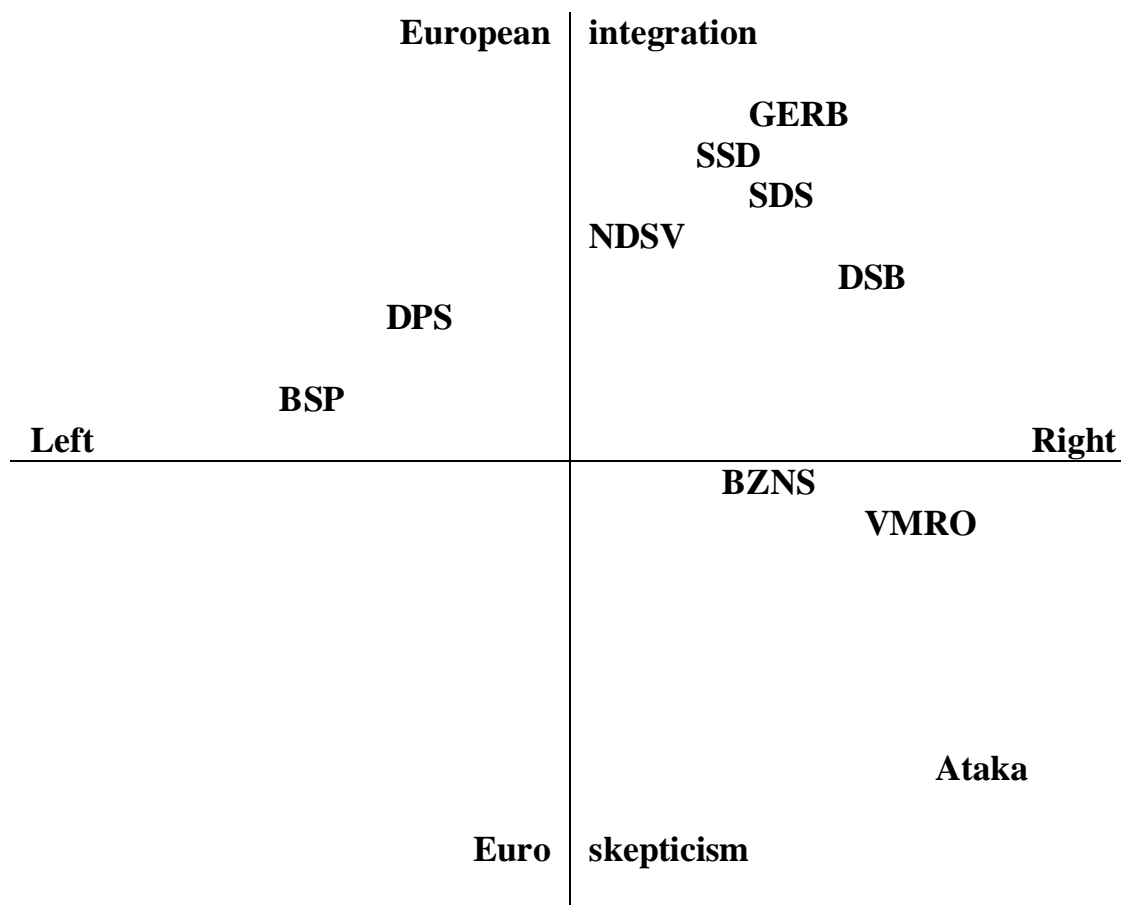 European integration
GERB
SSD
SDS
NDSV
DSB
DPS
BSP
Left Right
BZNS
VMRO
Ataka
Euro skepticism